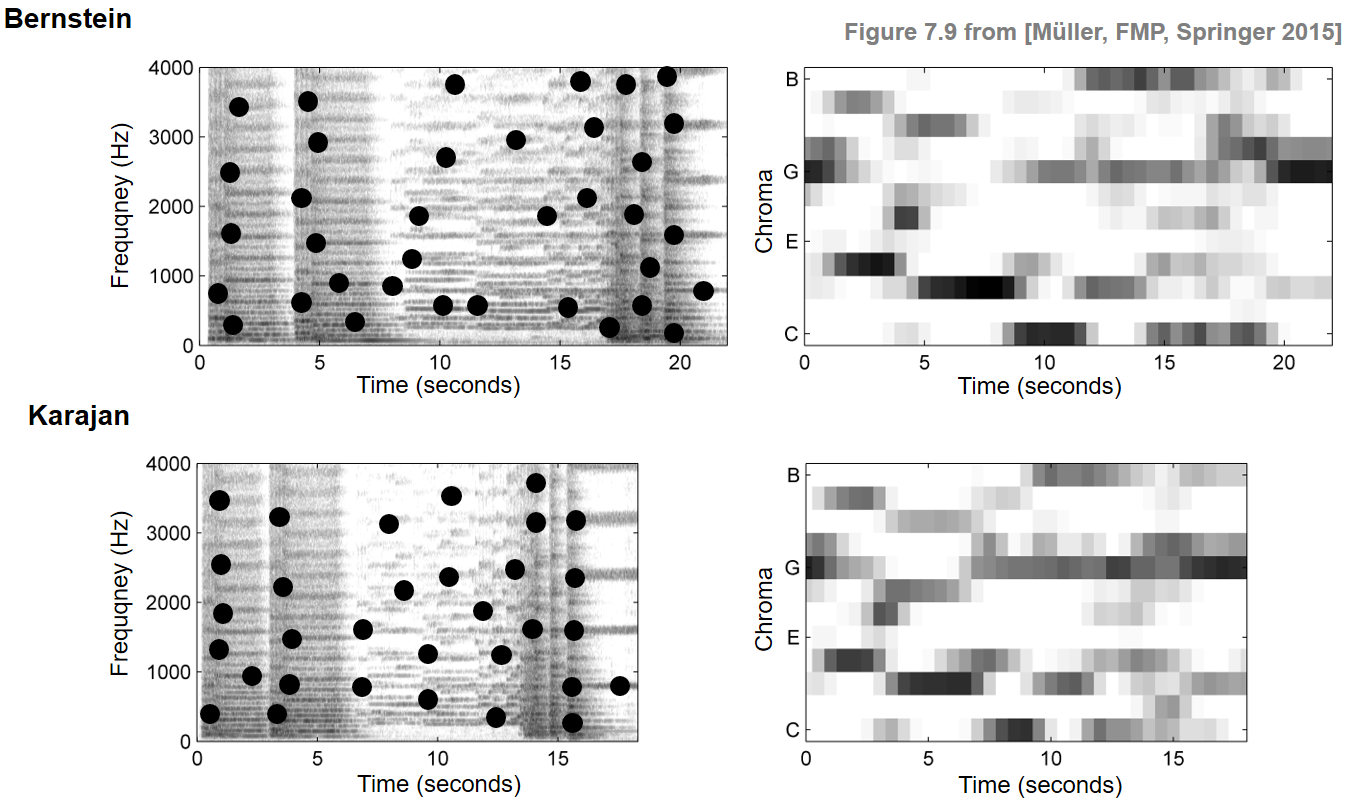 Bernstein
Figure 7.9 from [Müller, FMP, Springer 2015]
4000
3000
2000
1000
0
Frequqney (Hz)
0 5 10 15 20
Time (seconds)
B
G
E
C
Chroma
0 5 10 15 20
Time (seconds)
Karajan
4000
3000
2000
1000
0
Frequqney (Hz)
0 5 10 15
Time (seconds)
B
G
E
C
Chroma
0 5 10 15
Time (seconds)